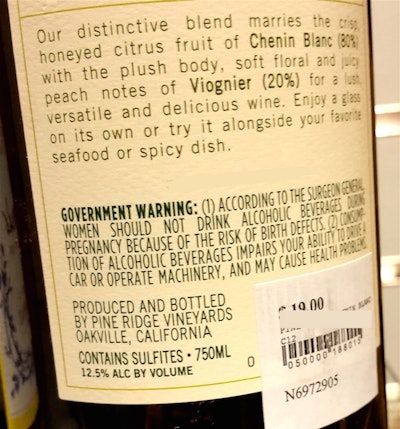 Our distinctive blend marries the crisp,
honeyed citrus fruit of Chenin Blanc (80%)
with the plush body, soft floral and juicy
peach notes of Viognier (20%) for a lush,
versatile and delicious wine. Enjoy a glass
on its own or try it alongside your favorite
seafood or spicy dish.
GOVERNMENT WARNING: (1) ACCORDING TO THE SURGEON GENERAL,
WOMEN SHOULD NOT DRINK ALCOHOLIC BEVERAGES DURING
PREGNANCY BECAUSE OF THE RISK OF BIRTH DEFECTS. (2) CONSUMP-
TION OF ALCOHOLIC BEVERAGES IMPAIRS YOUR ABILITY TO DRIVE A
CAR OR OPERATE MACHINERY, AND MAY CAUSE HEALTH PROBLEMS.
PRODUCED AND BOTTLED
BY PINE RIDGE VINEYARDS
OAKVILLE, CALIFORNIA
CONTAINS SULFITES • 750ML
12.5% ALC BY VOLUME
0
$ 19.00
BLANC
C12
050000 188015
N6972905